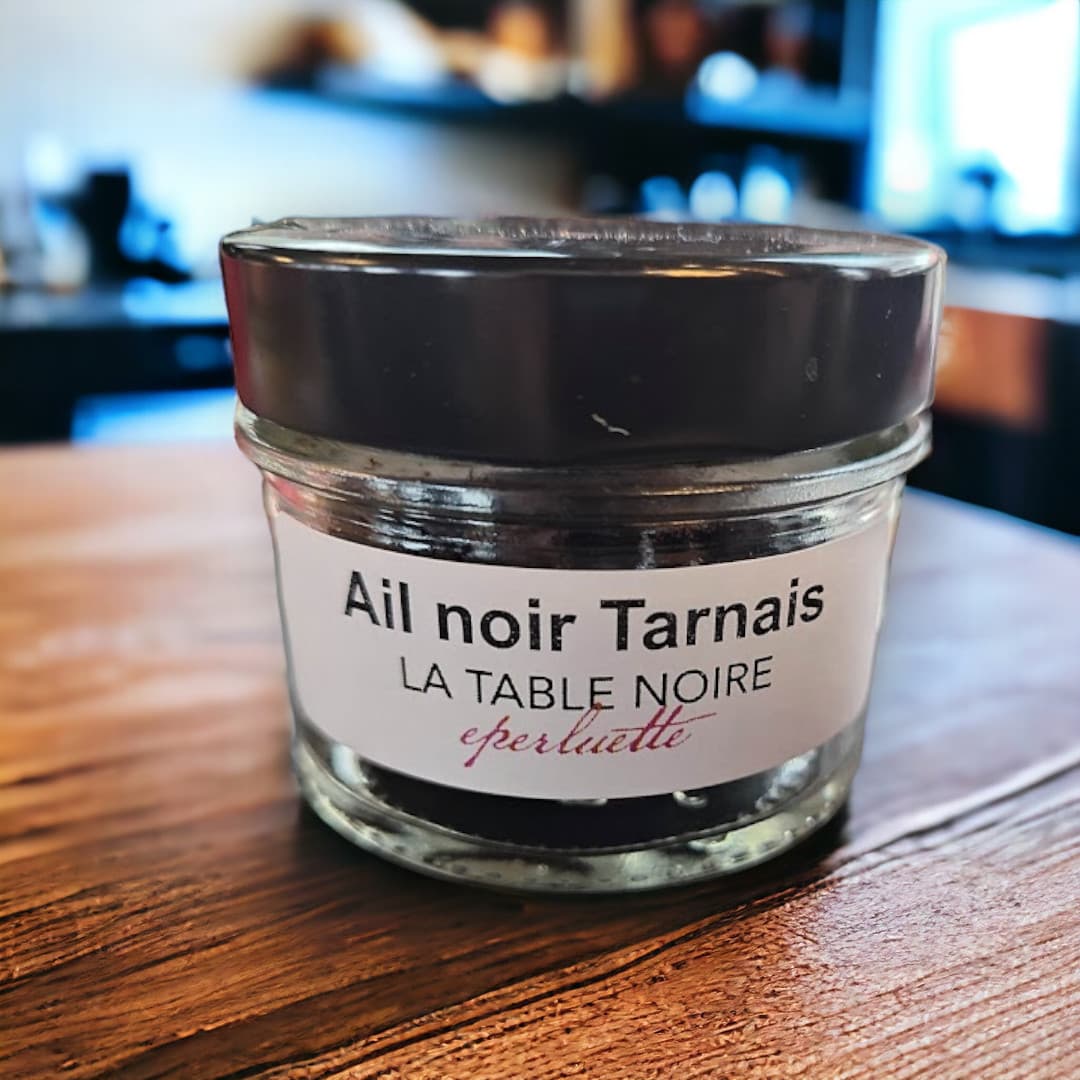 Ail noir Tarnais
LA TABLE NOIRE
eperluette